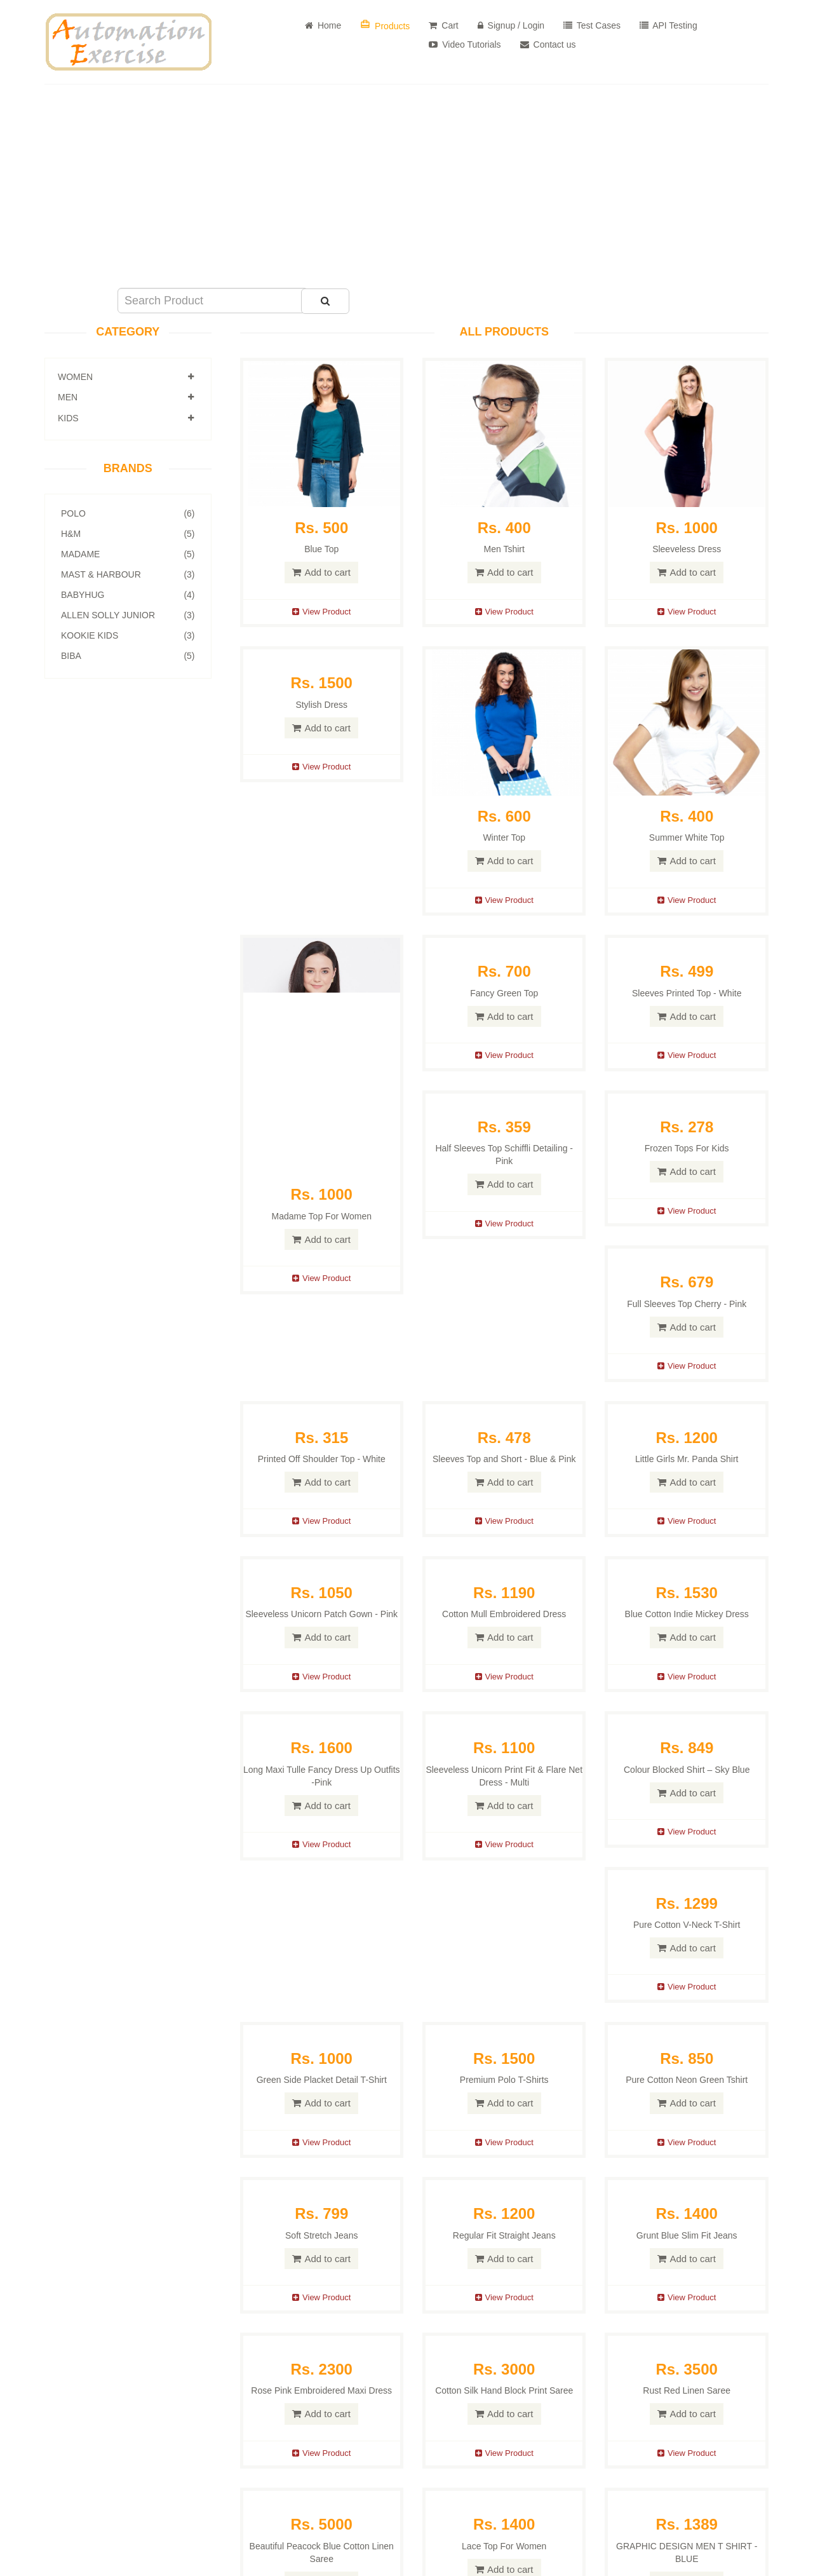 Automation
Exercise
Home
Products
Cart
Signup / Login
Test Cases
API Testing
Video Tutorials
Contact us
Search Product
CATEGORY
WOMEN
MEN
KIDS
BRANDS
POLO (6)
H&M (5)
MADAME (5)
MAST & HARBOUR (3)
BABYHUG (4)
ALLEN SOLLY JUNIOR (3)
KOOKIE KIDS (3)
BIBA (5)
ALL PRODUCTS
Rs. 500
Blue Top
Add to cart
View Product
Rs. 400
Men Tshirt
Add to cart
View Product
Rs. 1000
Sleeveless Dress
Add to cart
View Product
Rs. 1500
Stylish Dress
Add to cart
View Product
Rs. 600
Winter Top
Add to cart
View Product
Rs. 400
Summer White Top
Add to cart
View Product
Rs. 1000
Madame Top For Women
Add to cart
View Product
Rs. 700
Fancy Green Top
Add to cart
View Product
Rs. 499
Sleeves Printed Top - White
Add to cart
View Product
Rs. 359
Half Sleeves Top Schiffli Detailing -
Pink
Add to cart
View Product
Rs. 278
Frozen Tops For Kids
Add to cart
View Product
Rs. 679
Full Sleeves Top Cherry - Pink
Add to cart
View Product
Rs. 315
Printed Off Shoulder Top - White
Add to cart
View Product
Rs. 478
Sleeves Top and Short - Blue & Pink
Add to cart
View Product
Rs. 1200
Little Girls Mr. Panda Shirt
Add to cart
View Product
Rs. 1050
Sleeveless Unicorn Patch Gown - Pink
Add to cart
View Product
Rs. 1190
Cotton Mull Embroidered Dress
Add to cart
View Product
Rs. 1530
Blue Cotton Indie Mickey Dress
Add to cart
View Product
Rs. 1600
Long Maxi Tulle Fancy Dress Up Outfits
-Pink
Add to cart
View Product
Rs. 1100
Sleeveless Unicorn Print Fit & Flare Net
Dress - Multi
Add to cart
View Product
Rs. 849
Colour Blocked Shirt – Sky Blue
Add to cart
View Product
Rs. 1299
Pure Cotton V-Neck T-Shirt
Add to cart
View Product
Rs. 1000
Green Side Placket Detail T-Shirt
Add to cart
View Product
Rs. 1500
Premium Polo T-Shirts
Add to cart
View Product
Rs. 850
Pure Cotton Neon Green Tshirt
Add to cart
View Product
Rs. 799
Soft Stretch Jeans
Add to cart
View Product
Rs. 1200
Regular Fit Straight Jeans
Add to cart
View Product
Rs. 1400
Grunt Blue Slim Fit Jeans
Add to cart
View Product
Rs. 2300
Rose Pink Embroidered Maxi Dress
Add to cart
View Product
Rs. 3000
Cotton Silk Hand Block Print Saree
Add to cart
View Product
Rs. 3500
Rust Red Linen Saree
Add to cart
View Product
Rs. 5000
Beautiful Peacock Blue Cotton Linen
Saree
Rs. 1400
Lace Top For Women
Add to cart
Rs. 1389
GRAPHIC DESIGN MEN T SHIRT -
BLUE